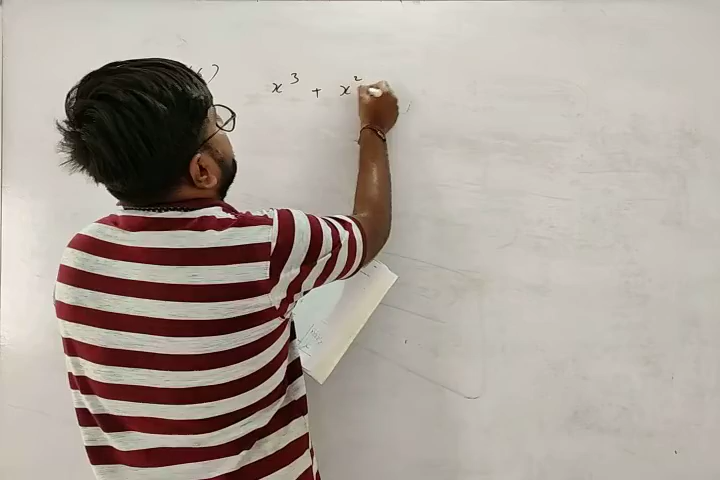 x³ + x²